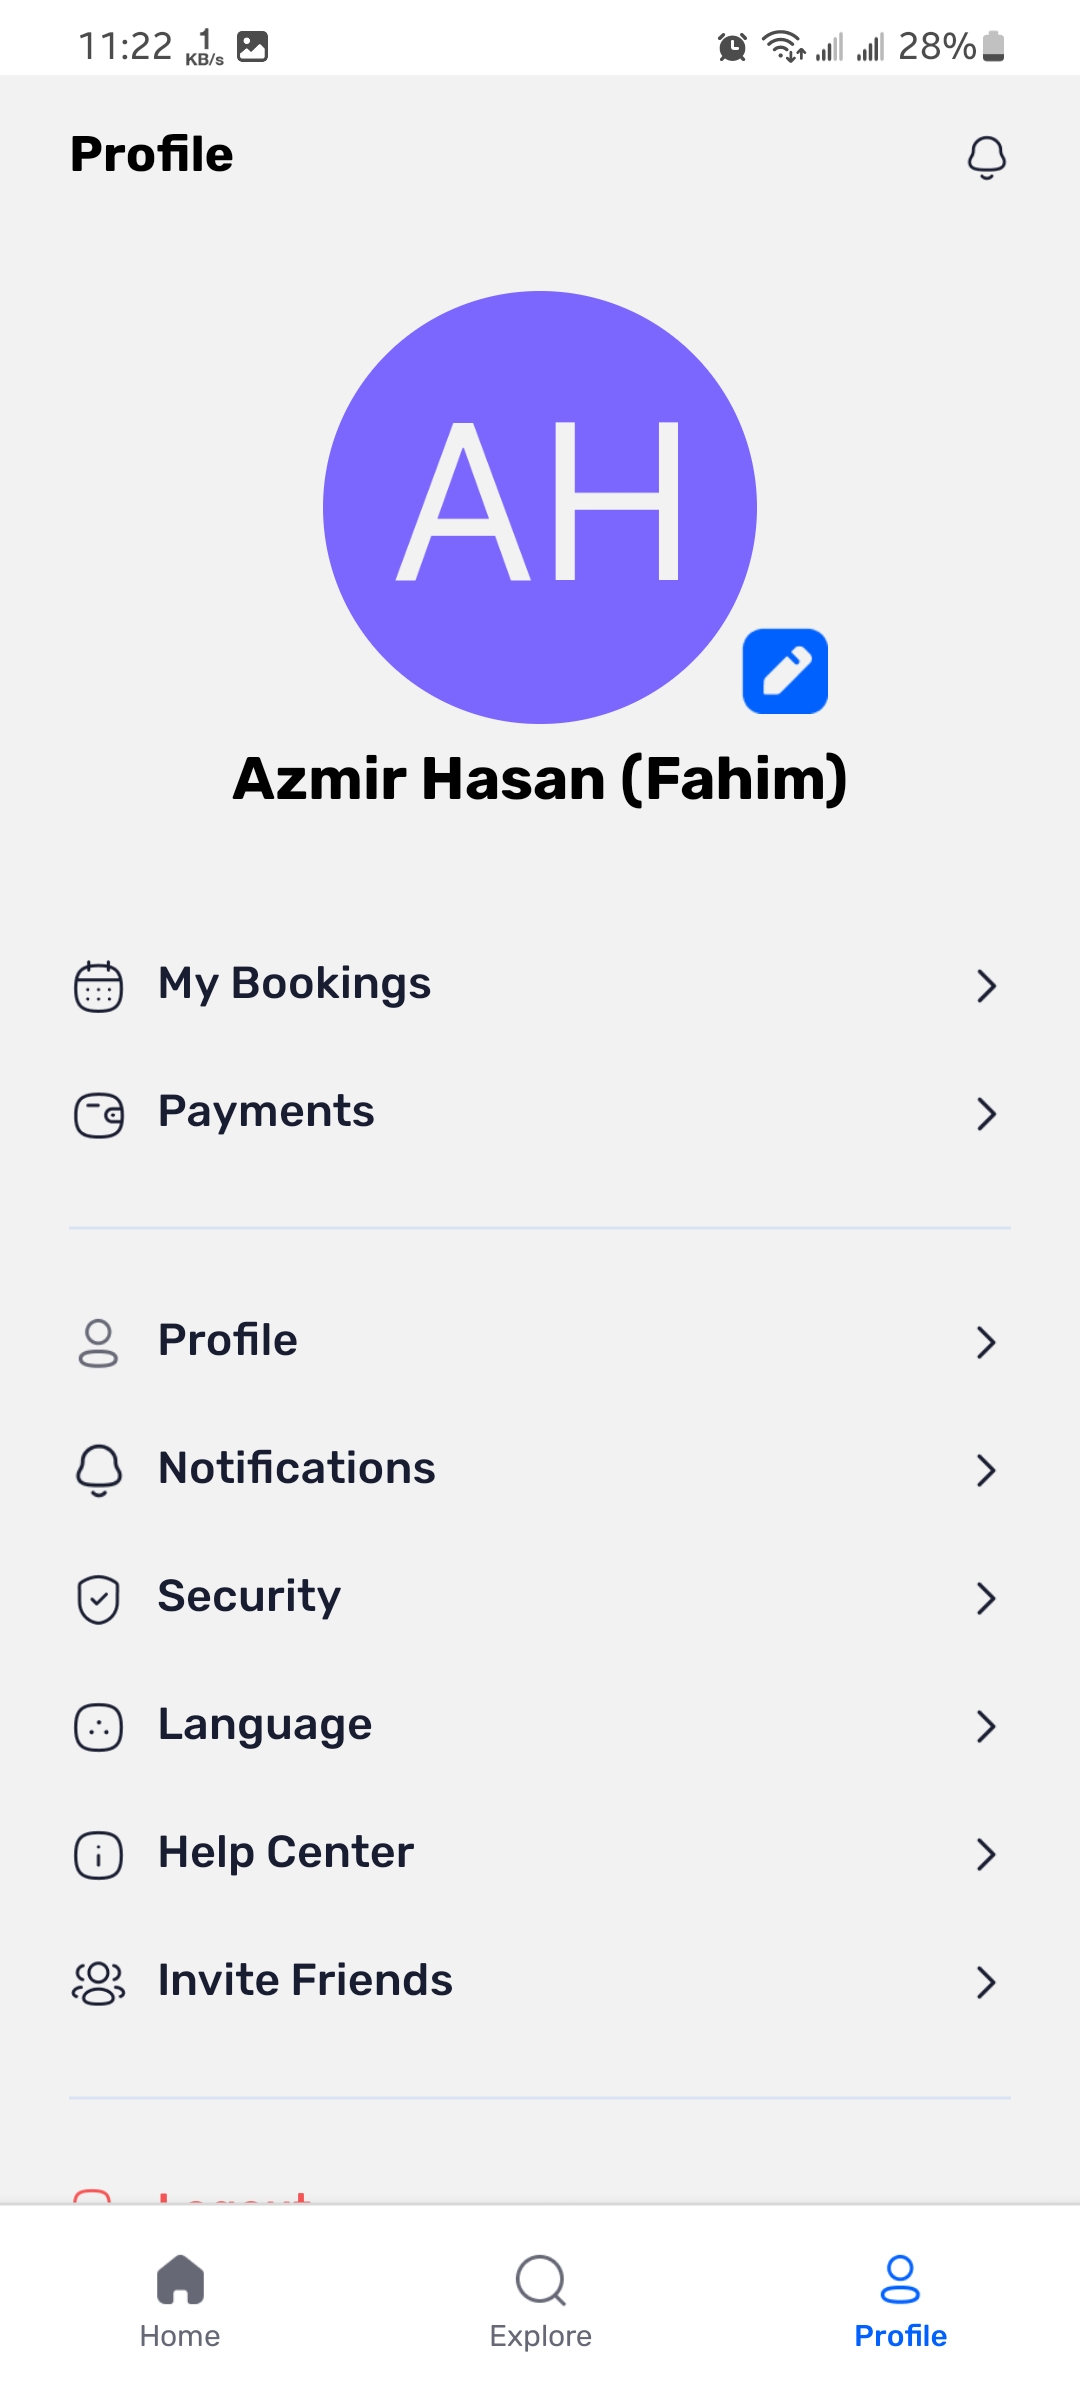 11:22 1 KB/s 28%
Profile
AH
Azmir Hasan (Fahim)
My Bookings
Payments
Profile
Notifications
Security
Language
Help Center
Invite Friends
Logout
Home Explore Profile